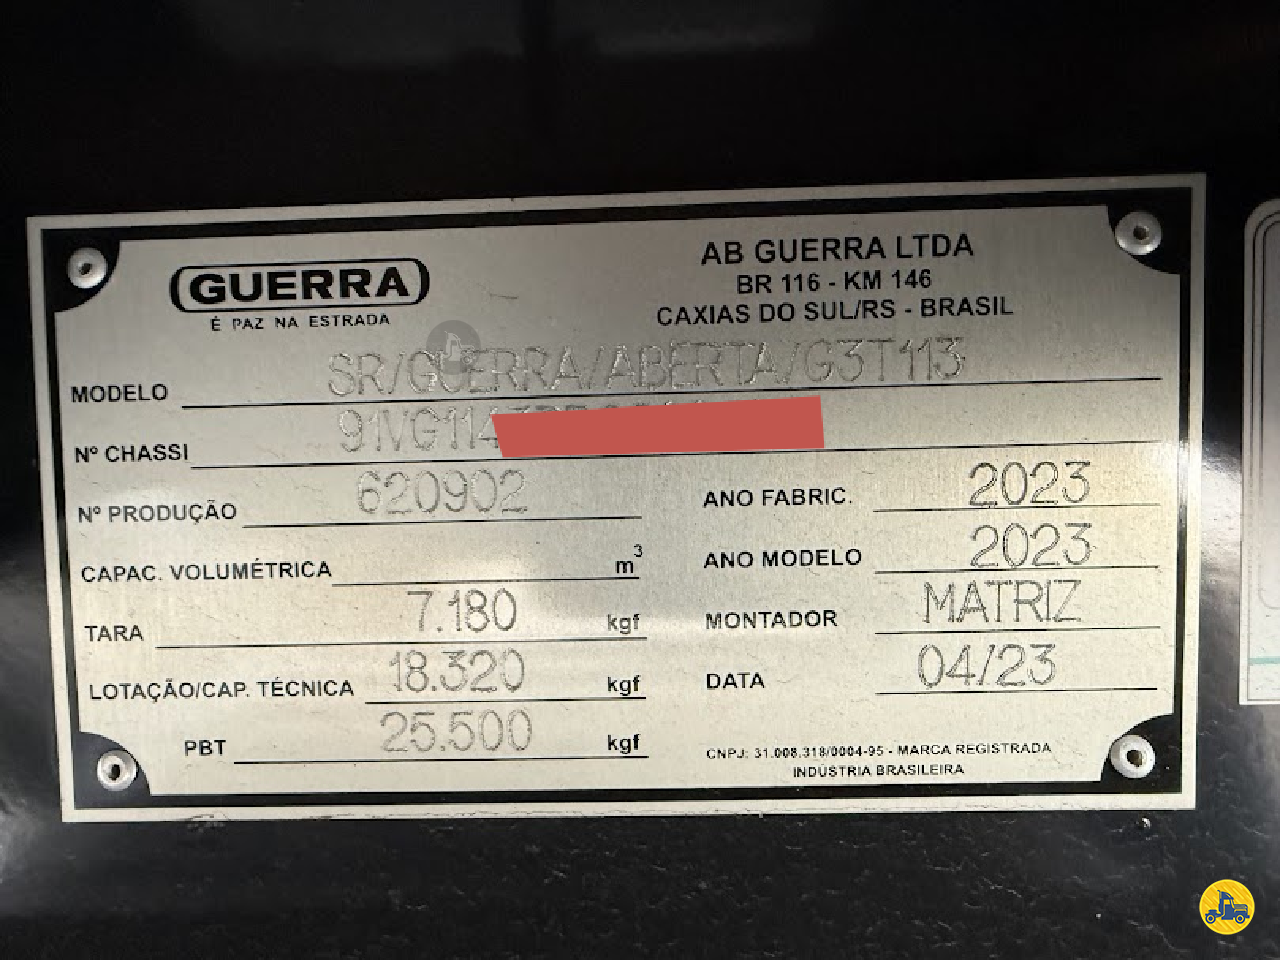 GUERRA
É PAZ NA ESTRADA
AB GUERRA LTDA
BR 116 - KM 146
CAXIAS DO SUL/RS - BRASIL
MODELO SR/GUERRA/ABERTA/G3T113
Nº CHASSI 91VG114
Nº PRODUÇÃO 620902
ANO FABRIC. 2023
CAPAC. VOLUMÉTRICA m³
ANO MODELO 2023
TARA 7.180 kgf
MONTADOR MATRIZ
LOTAÇÃO/CAP. TÉCNICA 18.320 kgf
DATA 04/23
PBT 25.500 kgf
CNPJ: 31.008.318/0004-95 - MARCA REGISTRADA
INDÚSTRIA BRASILEIRA